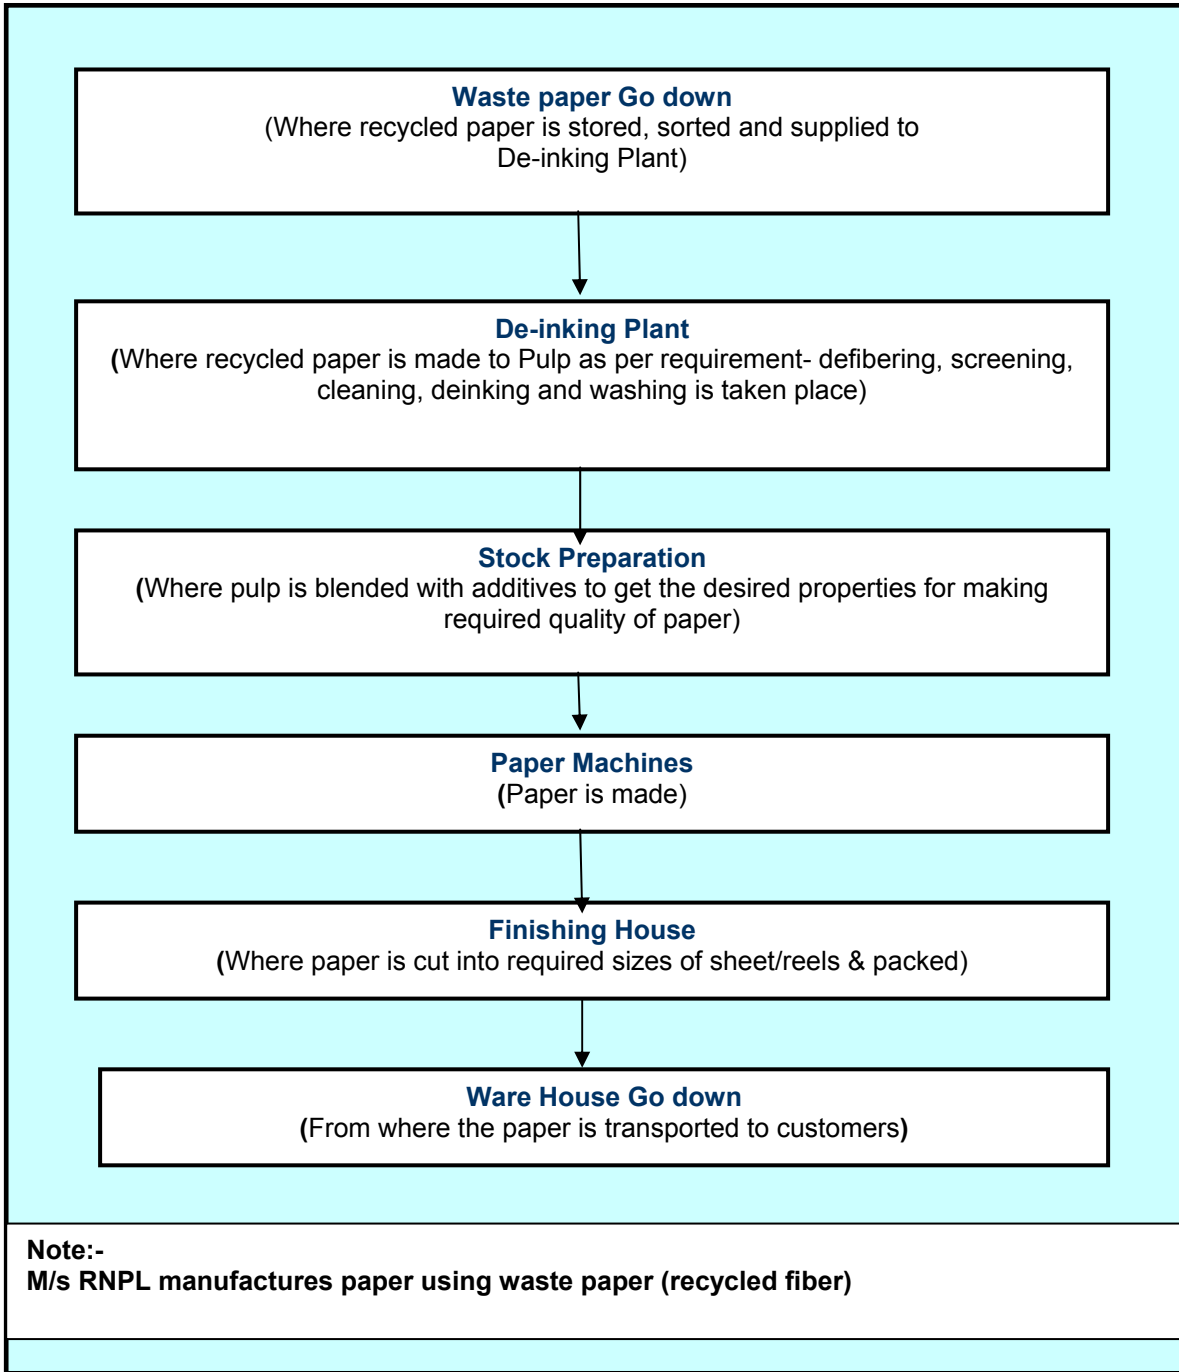 Waste paper Go down
(Where recycled paper is stored, sorted and supplied to
De-inking Plant)
De-inking Plant
(Where recycled paper is made to Pulp as per requirement- defibering, screening,
cleaning, deinking and washing is taken place)
Stock Preparation
(Where pulp is blended with additives to get the desired properties for making
required quality of paper)
Paper Machines
(Paper is made)
Finishing House
(Where paper is cut into required sizes of sheet/reels & packed)
Ware House Go down
(From where the paper is transported to customers)
Note:-
M/s RNPL manufactures paper using waste paper (recycled fiber)